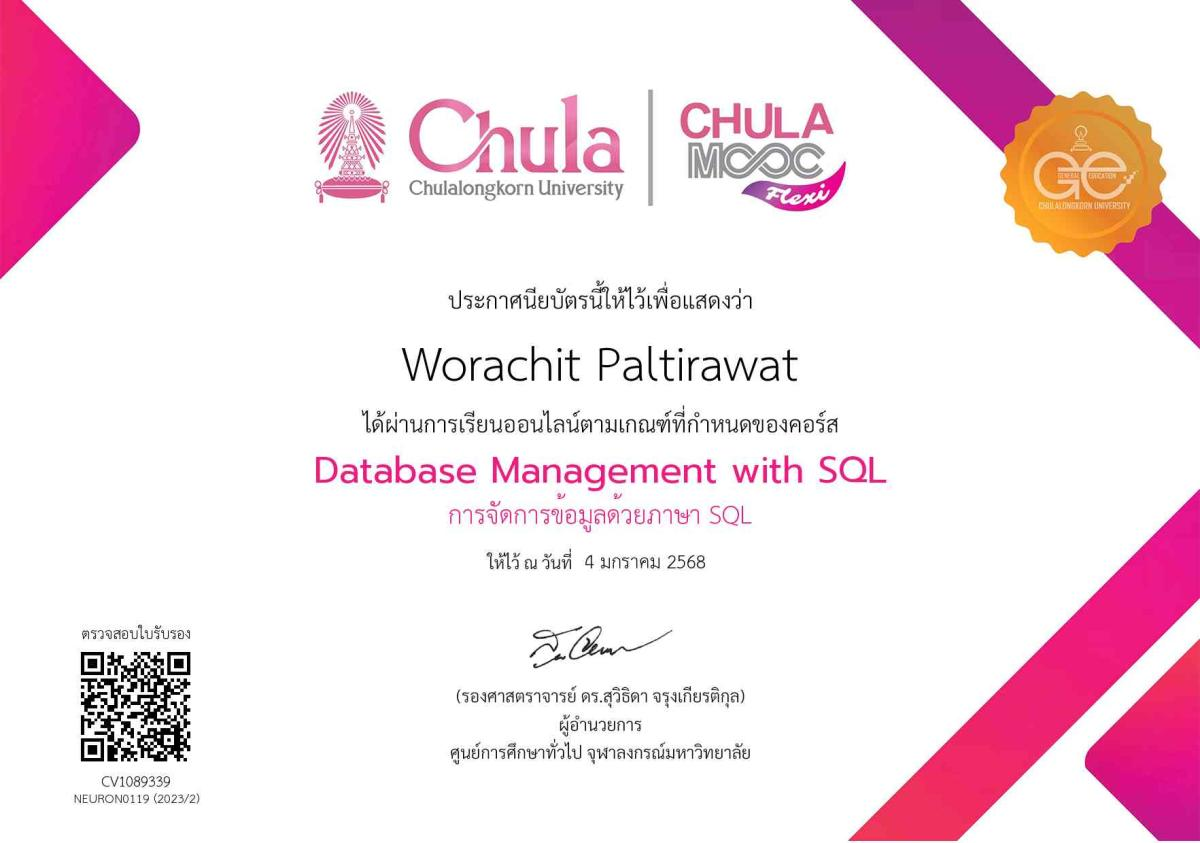 Chula
Chulalongkorn University
CHULA
MOOC
Flexi
GE
GENERAL EDUCATION
CHULALONGKORN UNIVERSITY
ประกาศนียบัตรนี้ให้ไว้เพื่อแสดงว่า
Worachit Paltirawat
ได้ผ่านการเรียนออนไลน์ตามเกณฑ์ที่กำหนดของคอร์ส
Database Management with SQL
การจัดการข้อมูลด้วยภาษา SQL
ให้ไว้ ณ วันที่ 4 มกราคม 2568
(รองศาสตราจารย์ ดร.สุวิธิดา จรุงเกียรติกุล)
ผู้อำนวยการ
ศูนย์การศึกษาทั่วไป จุฬาลงกรณ์มหาวิทยาลัย
ตรวจสอบใบรับรอง
CV1089339
NEURON0119 (2023/2)